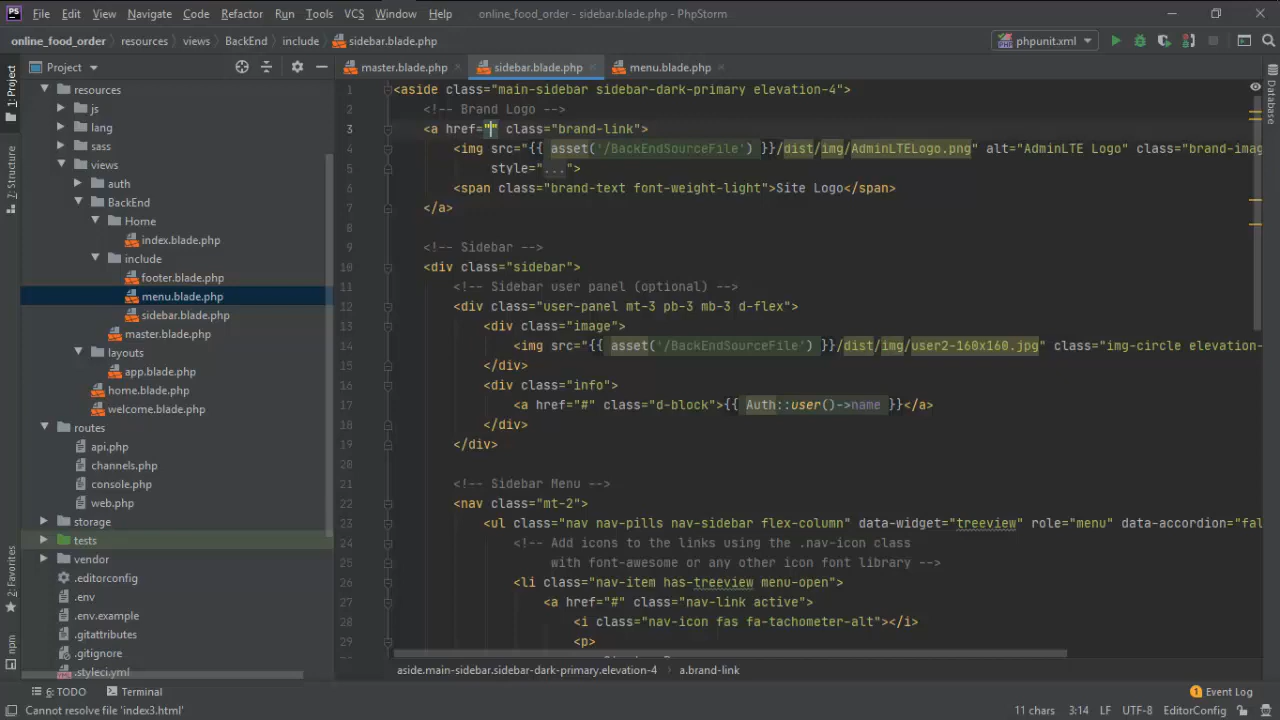 PS File Edit View Navigate Code Refactor Run Tools VCS Window Help online_food_order - sidebar.blade.php - PhpStorm
online_food_order resources views BackEnd include sidebar.blade.php phpunit.xml
Project master.blade.php sidebar.blade.php menu.blade.php
1: Project
7: Structure
2: Favorites
npm
Database
resources
js
lang
sass
views
auth
BackEnd
Home
index.blade.php
include
footer.blade.php
menu.blade.php
sidebar.blade.php
master.blade.php
layouts
app.blade.php
home.blade.php
welcome.blade.php
routes
api.php
channels.php
console.php
web.php
storage
tests
vendor
.editorconfig
.env
.env.example
.gitattributes
.gitignore
.styleci.yml
1 <aside class="main-sidebar sidebar-dark-primary elevation-4">
2 <!-- Brand Logo -->
3 <a href="" class="brand-link">
4 <img src="{{ asset('/BackEndSourceFile') }}/dist/img/AdminLTELogo.png" alt="AdminLTE Logo" class="brand-imag
5 style="...">
6 <span class="brand-text font-weight-light">Site Logo</span>
7 </a>
8
9 <!-- Sidebar -->
10 <div class="sidebar">
11 <!-- Sidebar user panel (optional) -->
12 <div class="user-panel mt-3 pb-3 mb-3 d-flex">
13 <div class="image">
14 <img src="{{ asset('/BackEndSourceFile') }}/dist/img/user2-160x160.jpg" class="img-circle elevation-
15 </div>
16 <div class="info">
17 <a href="#" class="d-block">{{ Auth::user()->name }}</a>
18 </div>
19 </div>
20
21 <!-- Sidebar Menu -->
22 <nav class="mt-2">
23 <ul class="nav nav-pills nav-sidebar flex-column" data-widget="treeview" role="menu" data-accordion="fal
24 <!-- Add icons to the links using the .nav-icon class
25 with font-awesome or any other icon font library -->
26 <li class="nav-item has-treeview menu-open">
27 <a href="#" class="nav-link active">
28 <i class="nav-icon fas fa-tachometer-alt"></i>
29 <p>
aside.main-sidebar.sidebar-dark-primary.elevation-4 a.brand-link
6: TODO Terminal 1 Event Log
Cannot resolve file 'index3.html' 11 chars 3:14 LF UTF-8 EditorConfig